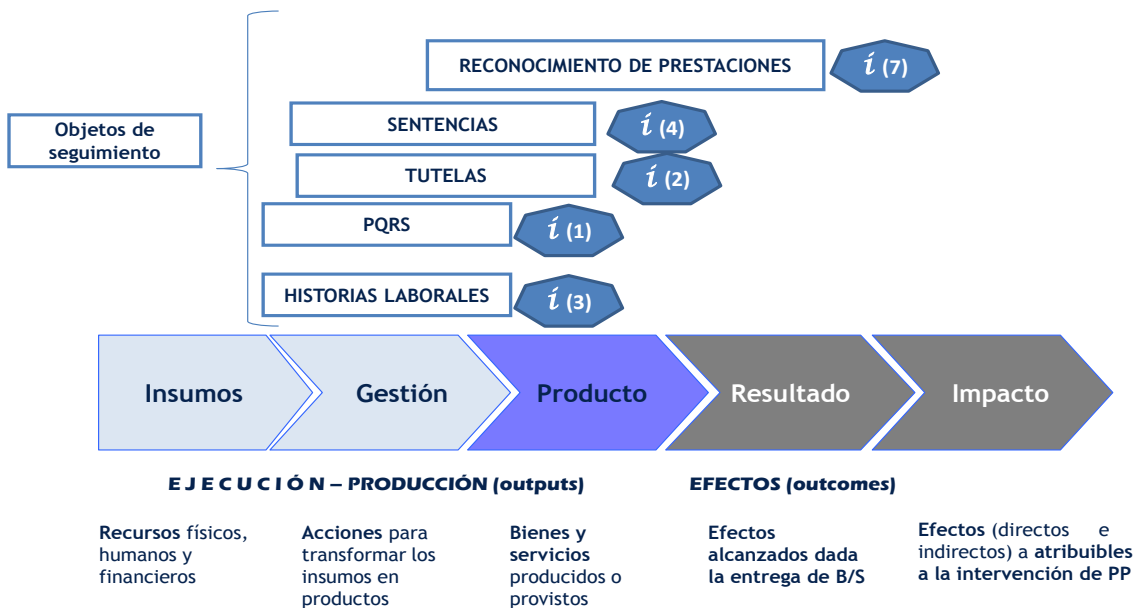 RECONOCIMIENTO DE PRESTACIONES
í (7)
Objetos de
seguimiento
SENTENCIAS
í (4)
TUTELAS
í (2)
PQRS
í (1)
HISTORIAS LABORALES
í (3)
Insumos
Gestión
Producto
Resultado
Impacto
E J E C U C I Ó N – PRODUCCIÓN (outputs)
EFECTOS (outcomes)
Recursos físicos,
humanos y
financieros
Acciones para
transformar los
insumos en
productos
Bienes y
servicios
producidos o
provistos
Efectos
alcanzados dada
la entrega de B/S
Efectos (directos e
indirectos) a atribuibles
a la intervención de PP